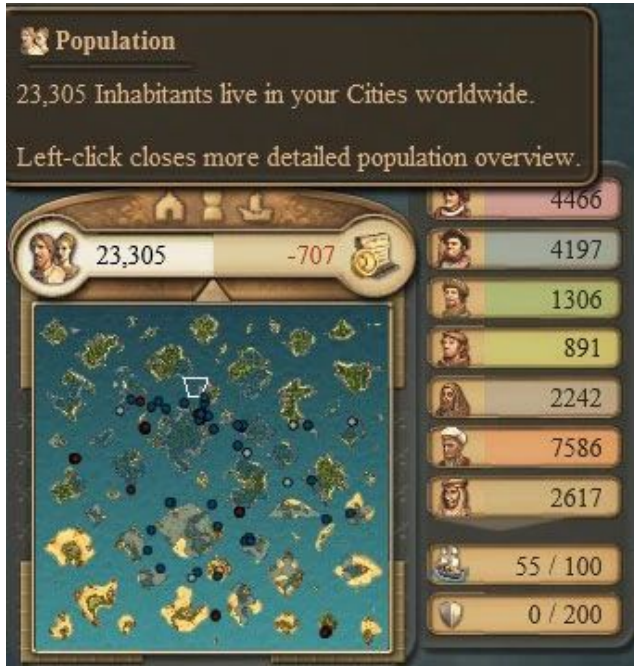 Population
23,305 Inhabitants live in your Cities worldwide.
Left-click closes more detailed population overview.
4466
23,305 -707
4197
1306
891
2242
7586
2617
55 / 100
0 / 200